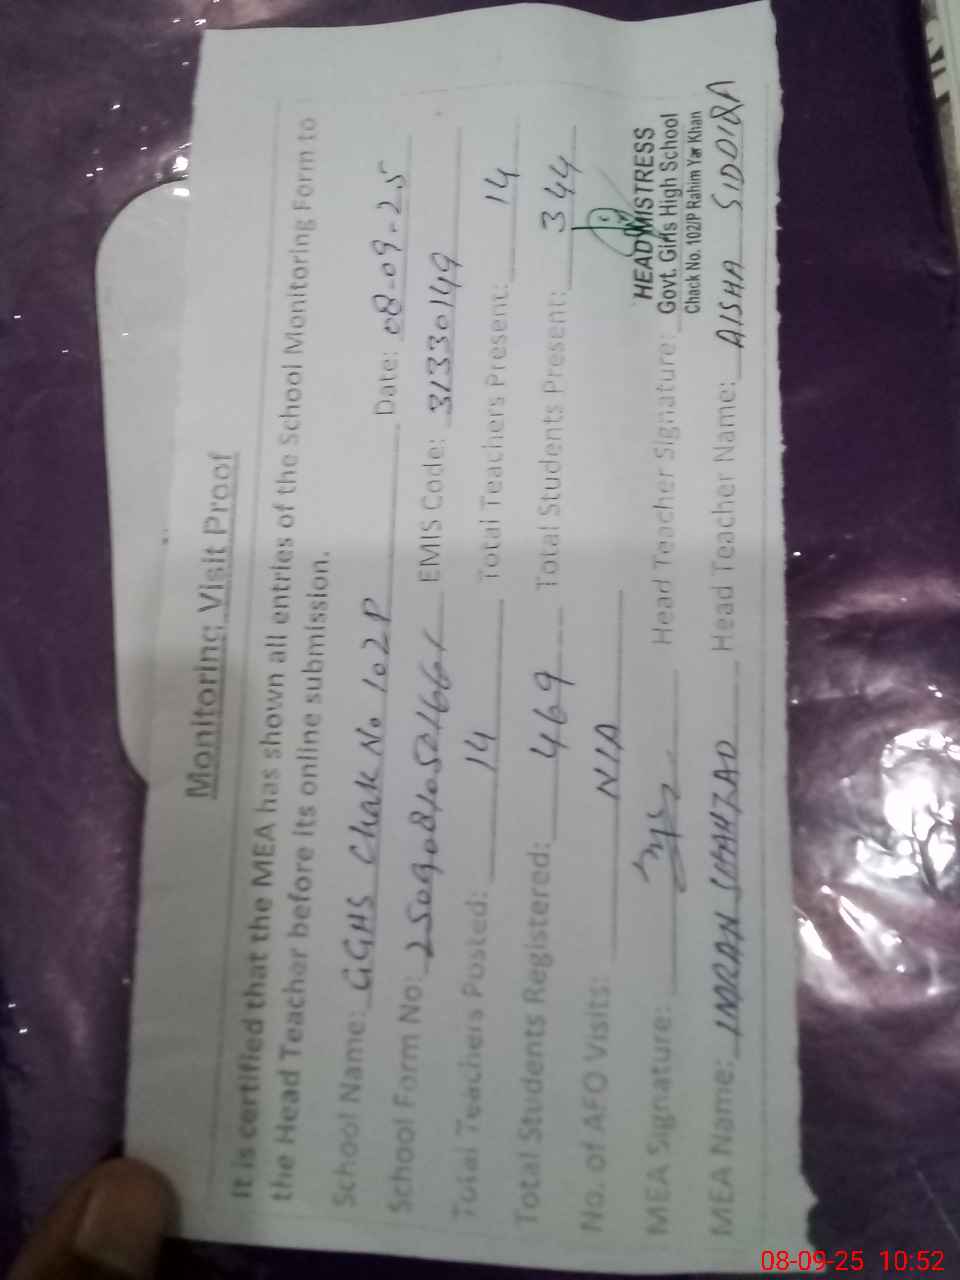 Monitoring Visit Proof
It is certified that the MEA has shown all entries of the School Monitoring Form to
the Head Teacher before its online submission.
School Name: GGHS Chak No 102P Date: 08-09-25
School Form No: EMIS Code: 31330149
Total Teachers Posted: 14 Total Teachers Present: 14
Total Students Registered: 469 Total Students Present: 344
No. of AFO Visits: N/A
HEADMISTRESS
Govt. Girls High School
Chack No. 102/P Rahim Yar Khan
MEA Signature: Head Teacher Signature:
MEA Name: IMRAN SHAHZAD Head Teacher Name: AISHA SIDDIQA
08-09-25 10:52